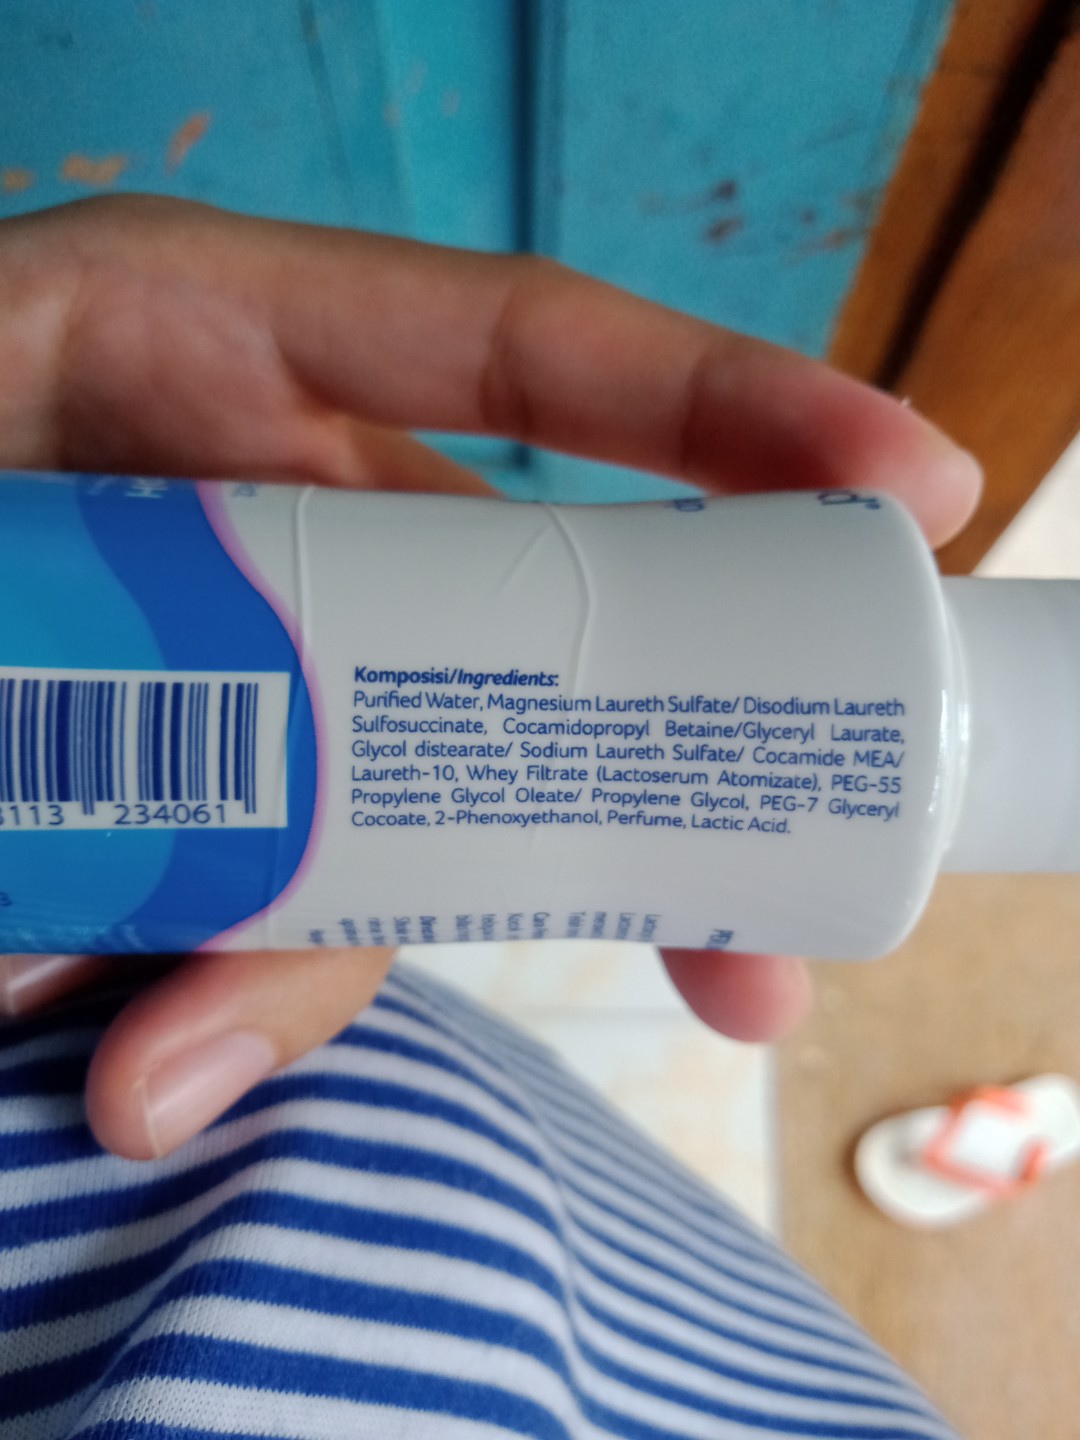 Komposisi/Ingredients:
Purified Water, Magnesium Laureth Sulfate/ Disodium Laureth
Sulfosuccinate, Cocamidopropyl Betaine/Glyceryl Laurate,
Glycol distearate/ Sodium Laureth Sulfate/ Cocamide MEA/
Laureth-10, Whey Filtrate (Lactoserum Atomizate), PEG-55
Propylene Glycol Oleate/ Propylene Glycol, PEG-7 Glyceryl
Cocoate, 2-Phenoxyethanol, Perfume, Lactic Acid.
113 234061